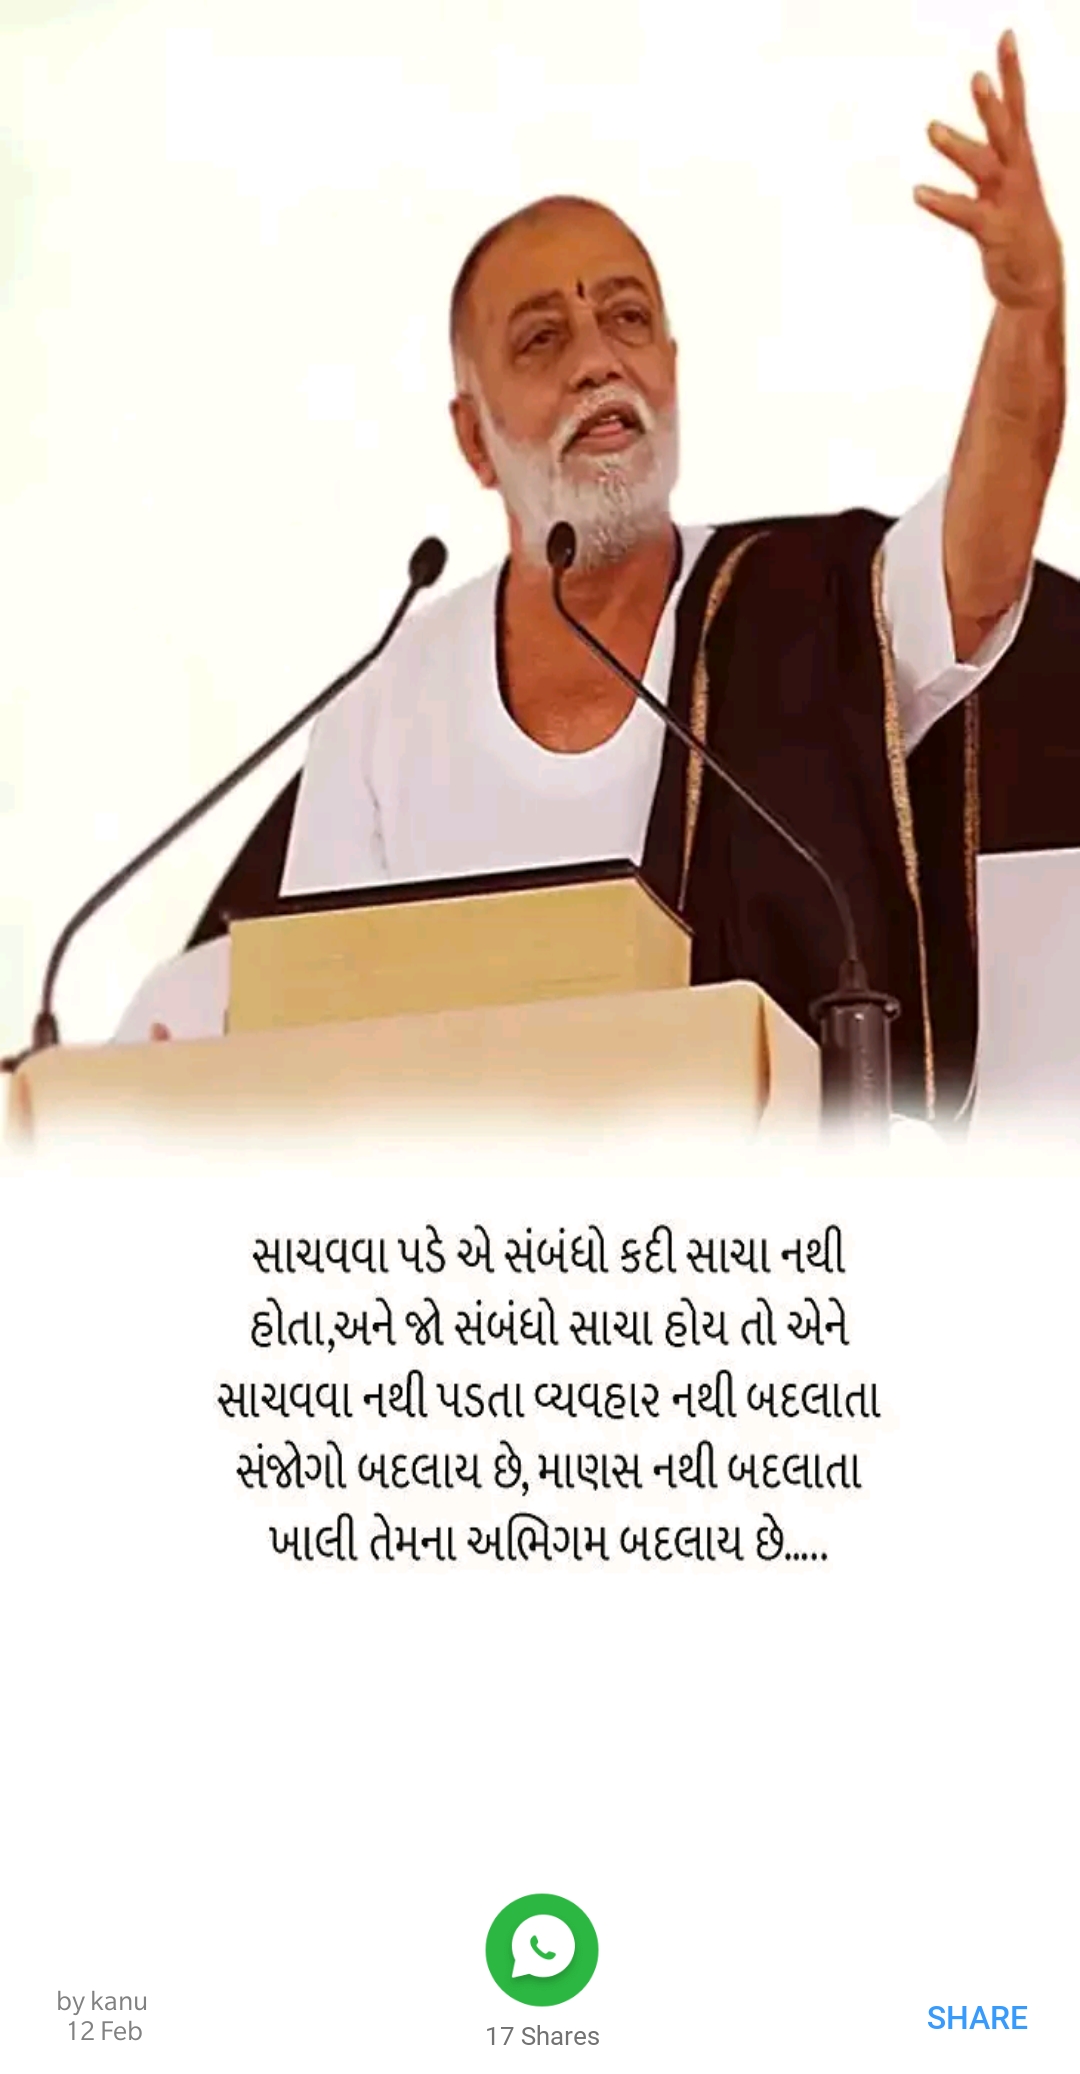 સાચવવા પડે એ સંબંધો કદી સાચા નથી
હોતા,અને જો સંબંધો સાચા હોય તો એને
સાચવવા નથી પડતા વ્યવહાર નથી બદલાતા
સંજોગો બદલાય છે, માણસ નથી બદલાતા
ખાલી તેમના અભિગમ બદલાય છે.....
by kanu
12 Feb
17 Shares
SHARE